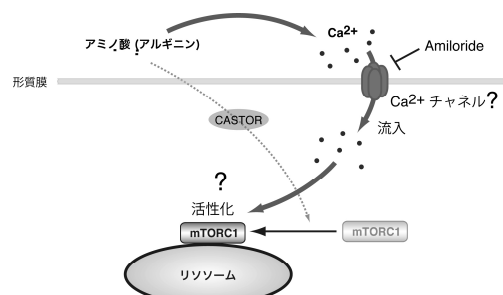 Ca2+
アミノ酸 (アルギニン)
Amiloride
形質膜
Ca2+ チャネル?
CASTOR
流入
?
活性化
mTORC1
mTORC1
リソソーム